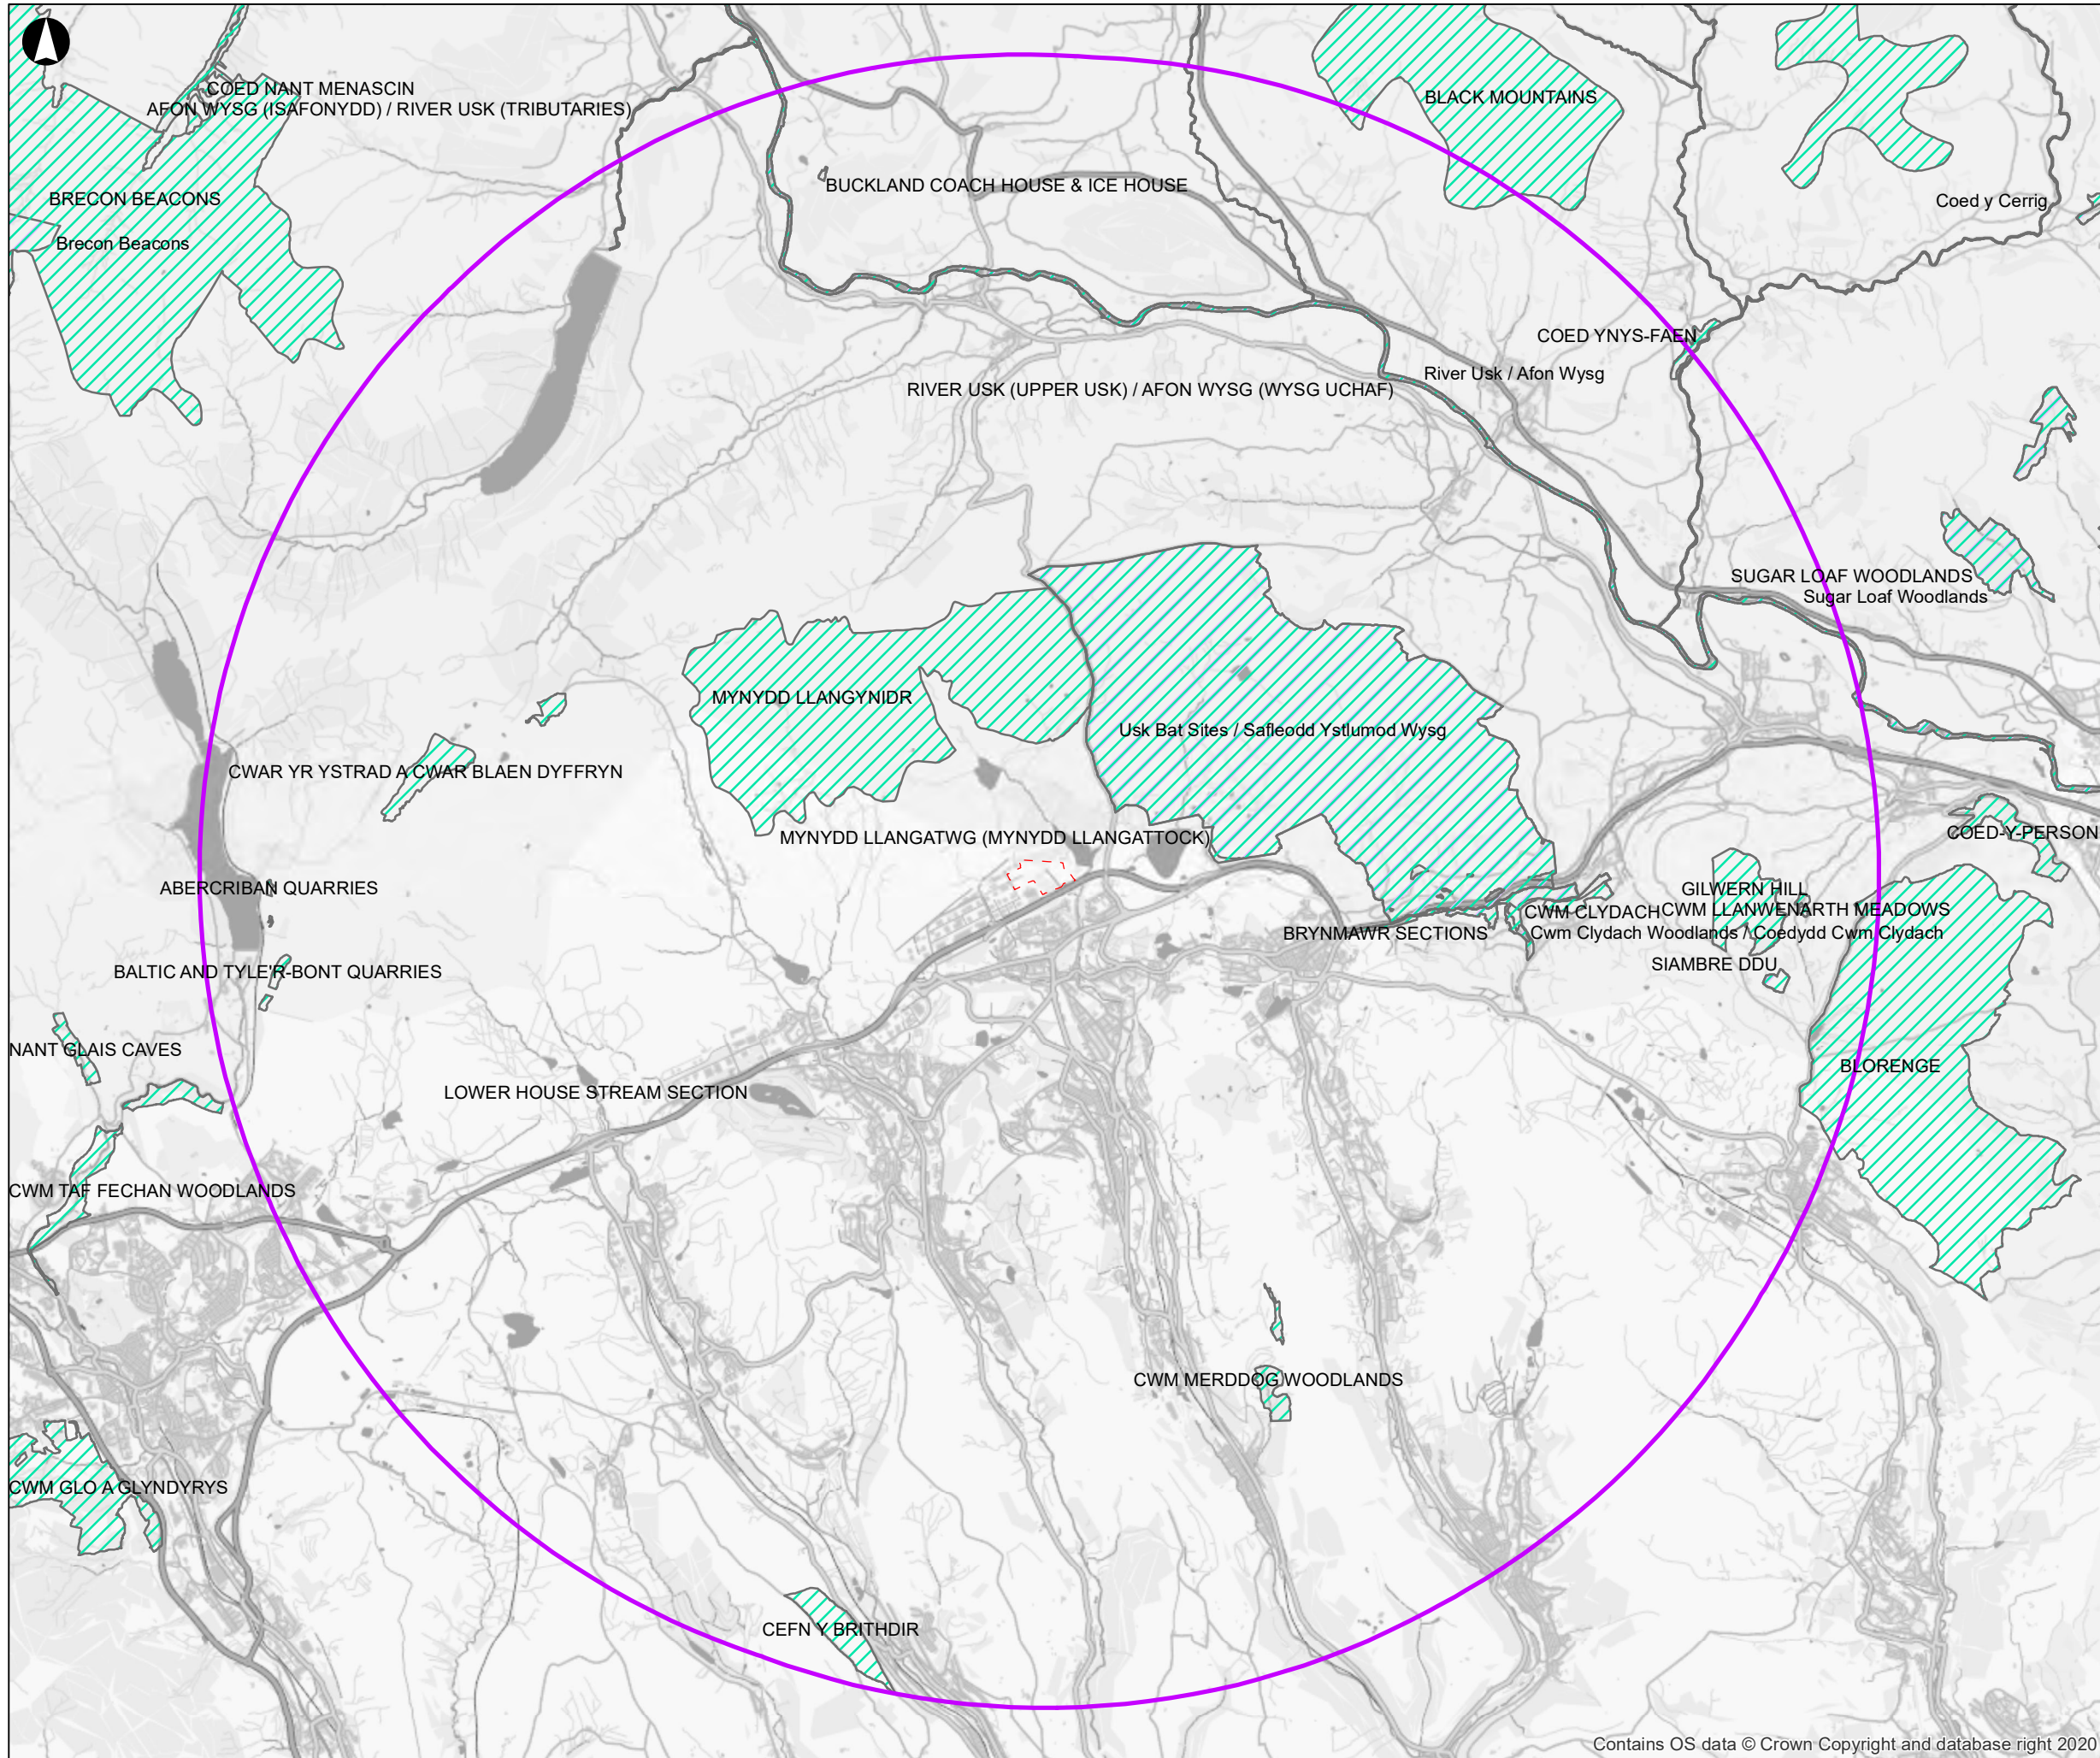 COED NANT MENASCIN
AFON WYSG (ISAFONYDD) / RIVER USK (TRIBUTARIES)
BLACK MOUNTAINS
BUCKLAND COACH HOUSE & ICE HOUSE
BRECON BEACONS
Coed y Cerrig
Brecon Beacons
COED YNYS-FAEN
River Usk / Afon Wysg
RIVER USK (UPPER USK) / AFON WYSG (WYSG UCHAF)
SUGAR LOAF WOODLANDS
Sugar Loaf Woodlands
MYNYDD LLANGYNIDR
Usk Bat Sites / Safleodd Ystlumod Wysg
CWAR YR YSTRAD A CWAR BLAEN DYFFRYN
MYNYDD LLANGATWG (MYNYDD LLANGATTOCK)
COED-Y-PERSON
ABERCRIBAN QUARRIES
GILWERN HILL
CWM CLYDACH
CWM LLANWENARTH MEADOWS
BRYNMAWR SECTIONS
Cwm Clydach Woodlands / Coedydd Cwm Clydach
SIAMBRE DDU
BALTIC AND TYLE'R-BONT QUARRIES
NANT GLAIS CAVES
BLORENGE
LOWER HOUSE STREAM SECTION
CWM TAF FECHAN WOODLANDS
CWM MERDDOG WOODLANDS
CWM GLO A GLYNDYRYS
CEFN Y BRITHDIR
Contains OS data © Crown Copyright and database right 2020